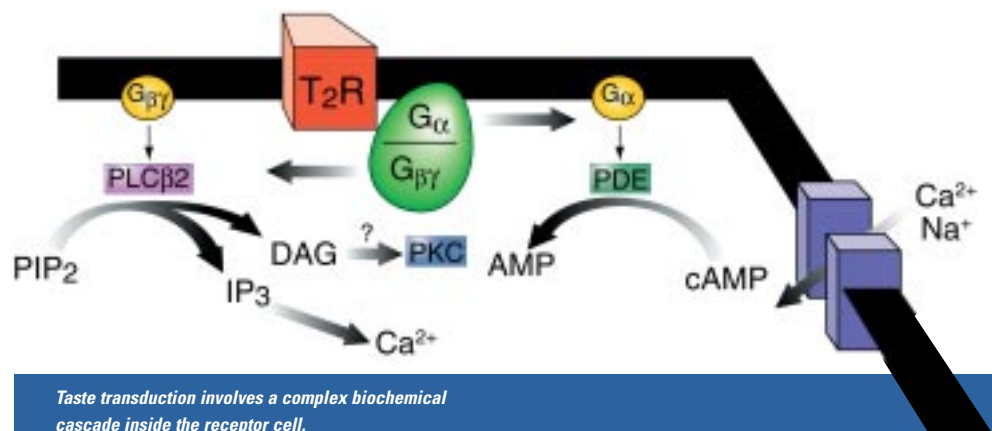 T₂R
Gβγ
Gα
Gα
Gβγ
PLCβ2
PDE
Ca²⁺
Na⁺
?
DAG
PKC
AMP
PIP₂
cAMP
IP₃
Ca²⁺
Taste transduction involves a complex biochemical
cascade inside the receptor cell.